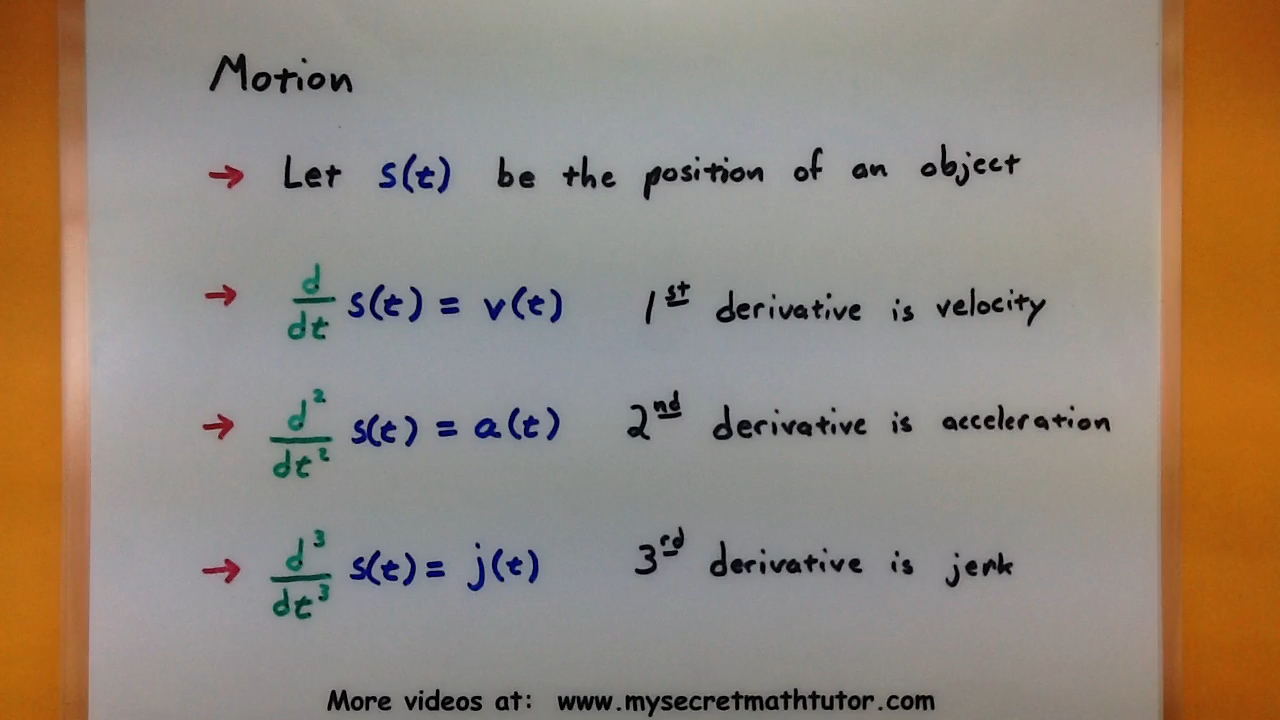 Motion
→ Let s(t) be the position of an object
→ d/dt s(t) = v(t) 1st derivative is velocity
→ d²/dt² s(t) = a(t) 2nd derivative is acceleration
→ d³/dt³ s(t) = j(t) 3rd derivative is jerk
More videos at: www.mysecretmathtutor.com